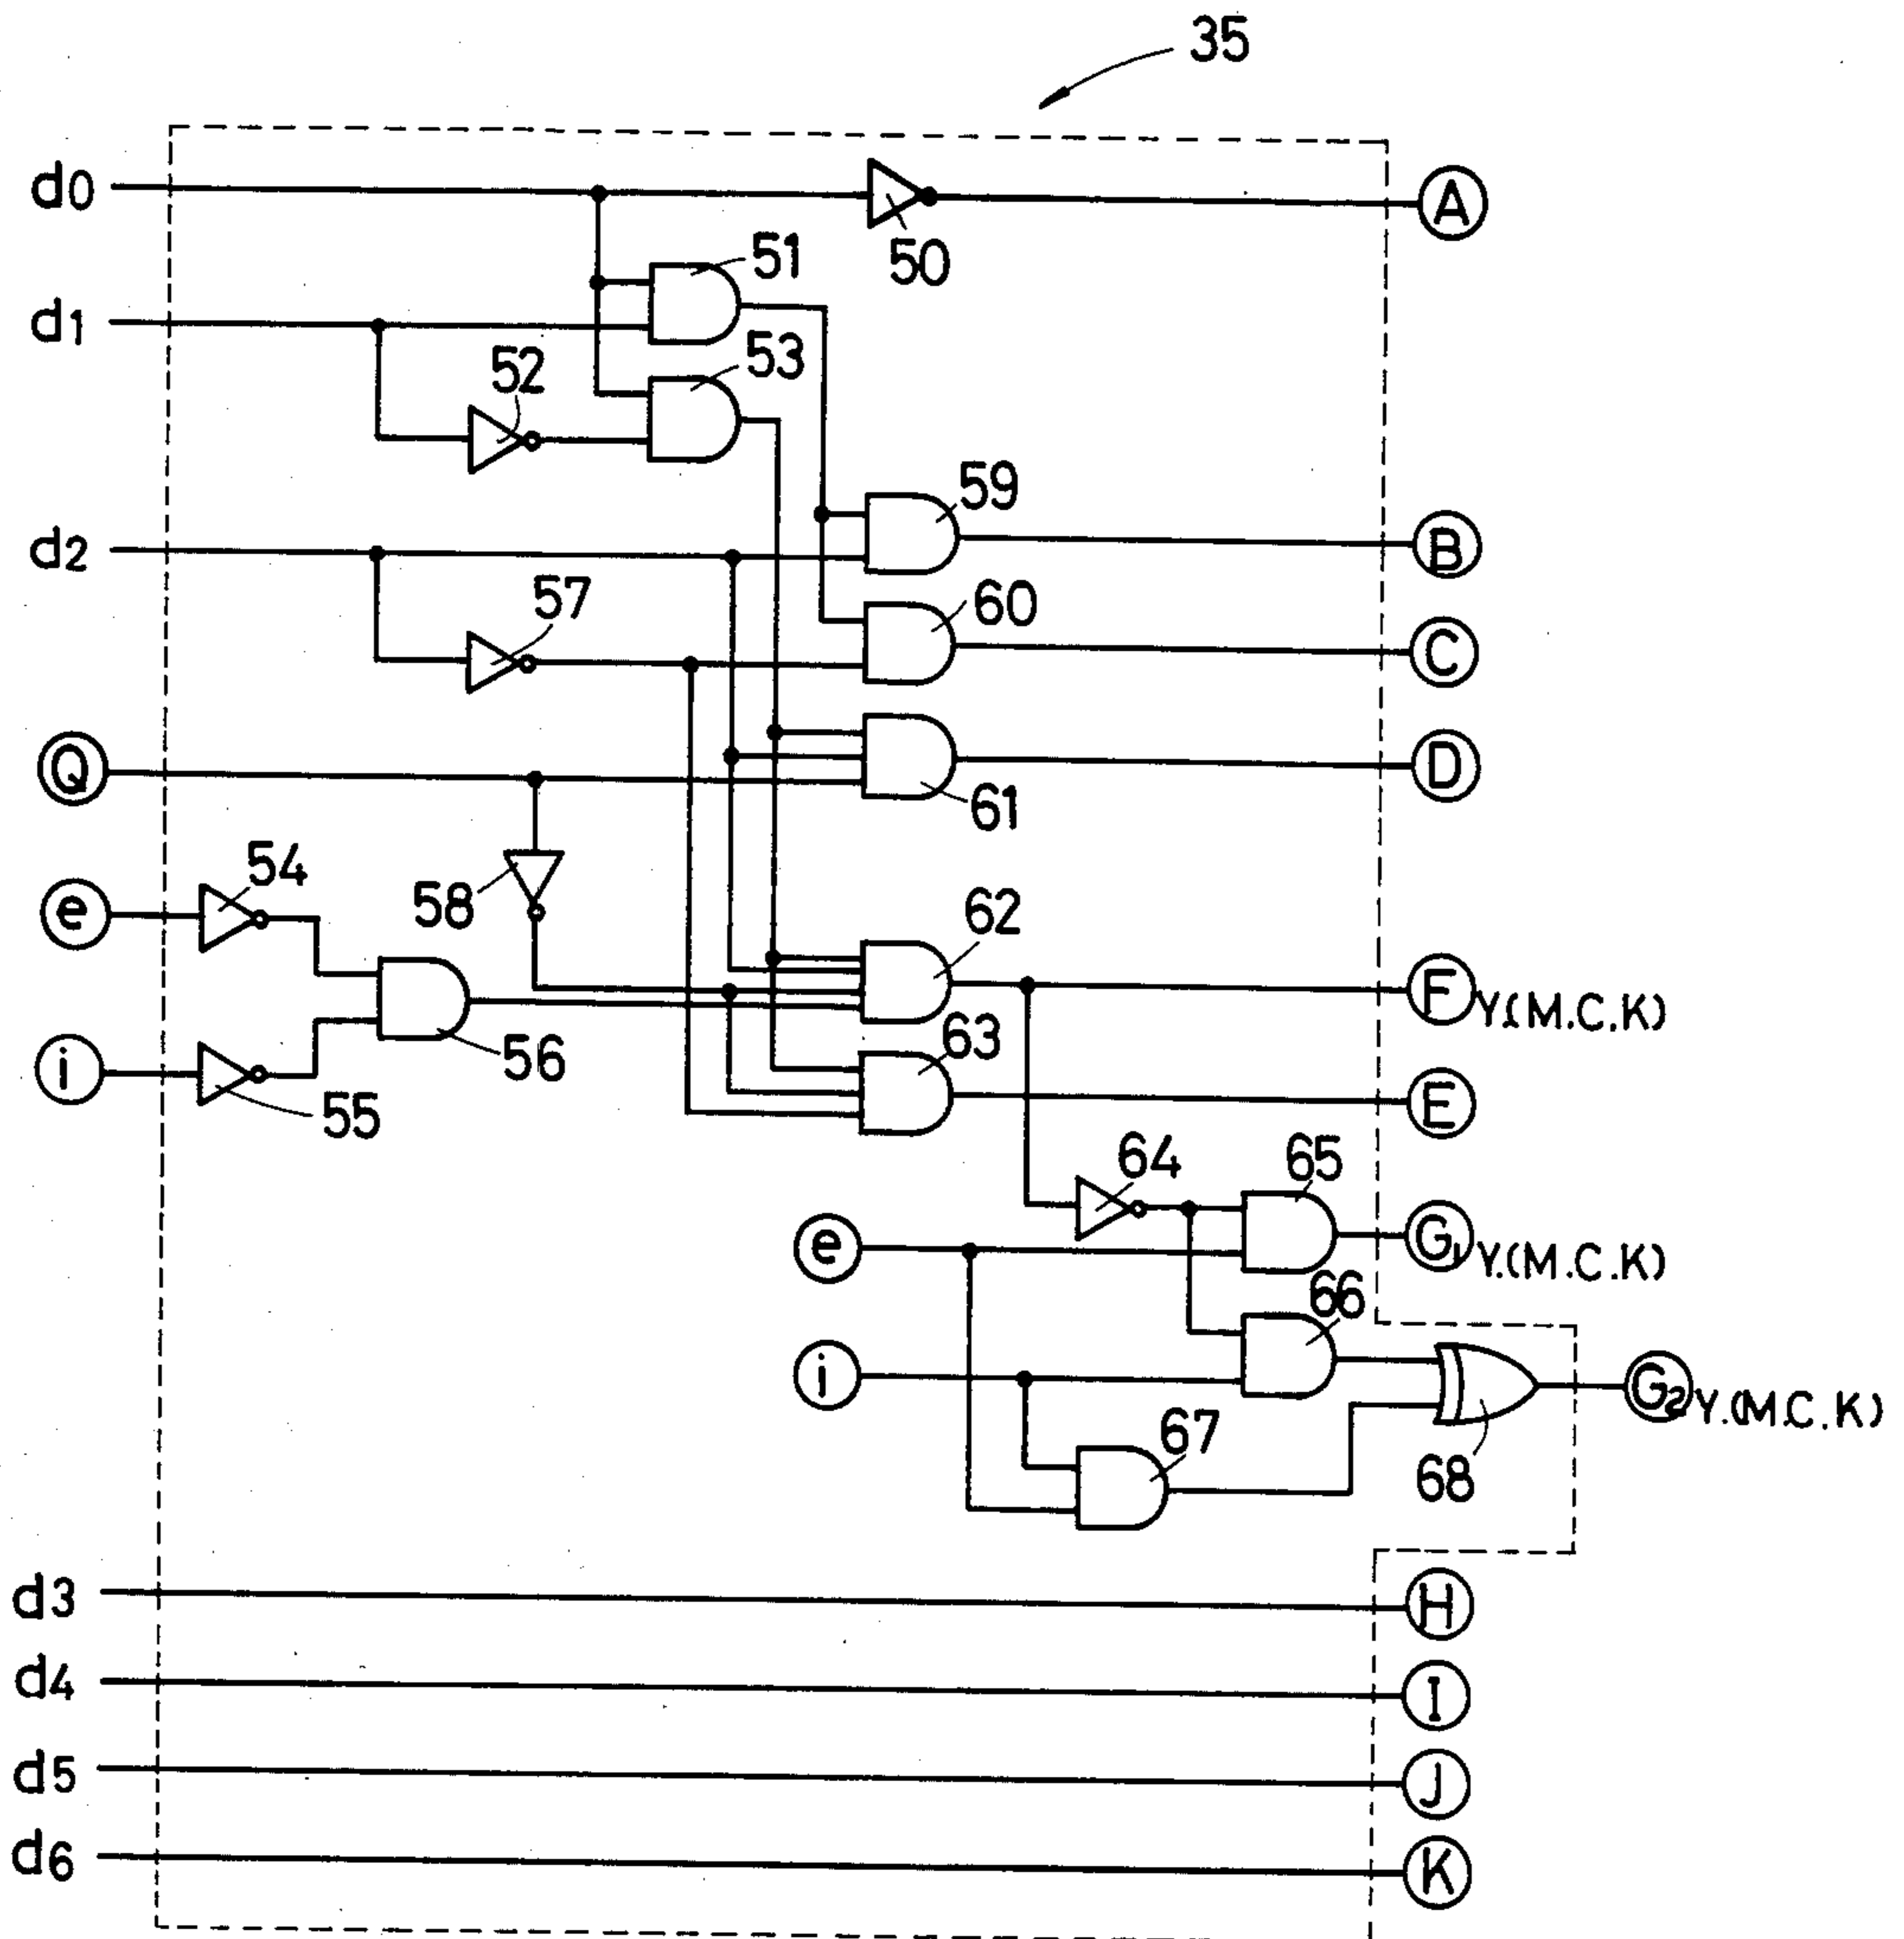 35
d0
A
50
51
d1
53
52
59
d2
B
57
60
C
Q
D
61
54
58
62
e
F Y.(M.C.K)
56
63
i
55
E
64
65
e
G1 Y.(M.C.K)
66
i
G2 Y.(M.C.K)
67
68
d3
H
d4
I
d5
J
d6
K